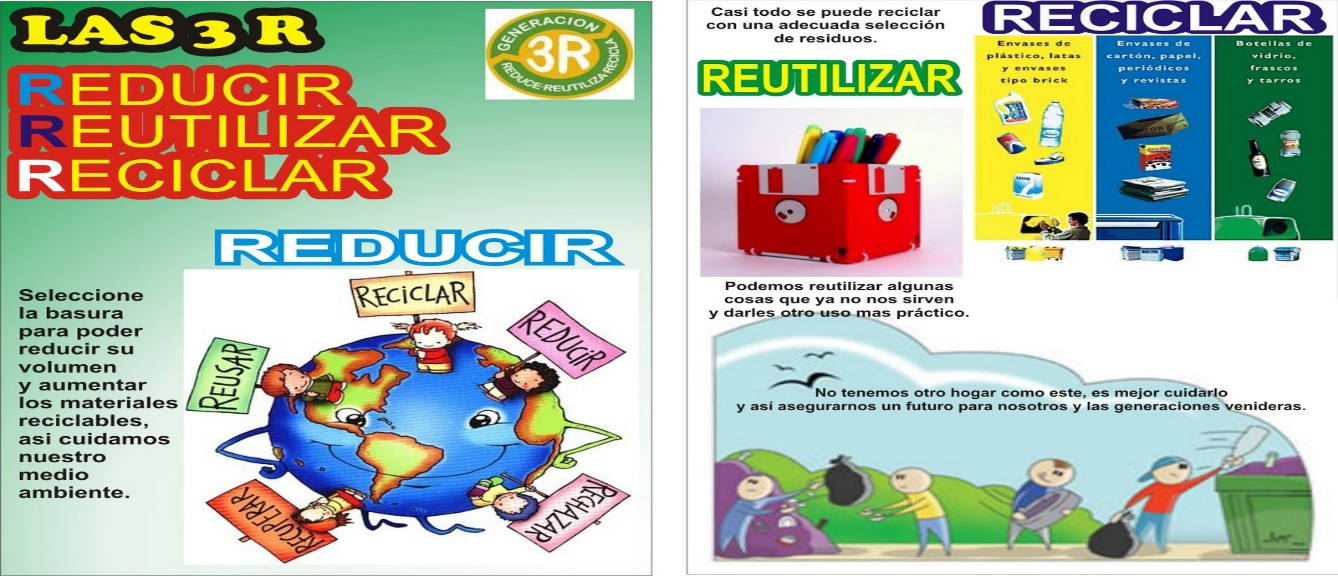 LAS 3 R
GENERACION
3R
REDUCE·REUTILIZA·RECICLA
REDUCIR
REUTILIZAR
RECICLAR
REDUCIR
Seleccione
la basura
para poder
reducir su
volumen
y aumentar
los materiales
reciclables,
asi cuidamos
nuestro
medio
ambiente.
RECICLAR
REDUCIR
REUSAR
RECUPERAR
RECHAZAR
Casi todo se puede reciclar
con una adecuada selección
de residuos.
REUTILIZAR
Podemos reutilizar algunas
cosas que ya no nos sirven
y darles otro uso mas práctico.
RECICLAR
Envases de
plástico, latas
y envases
tipo brick
Envases de
cartón, papel,
periódicos
y revistas
Botellas de
vidrio,
frascos
y tarros
LECHE
No tenemos otro hogar como este, es mejor cuidarlo
y así asegurarnos un futuro para nosotros y las generaciones venideras.